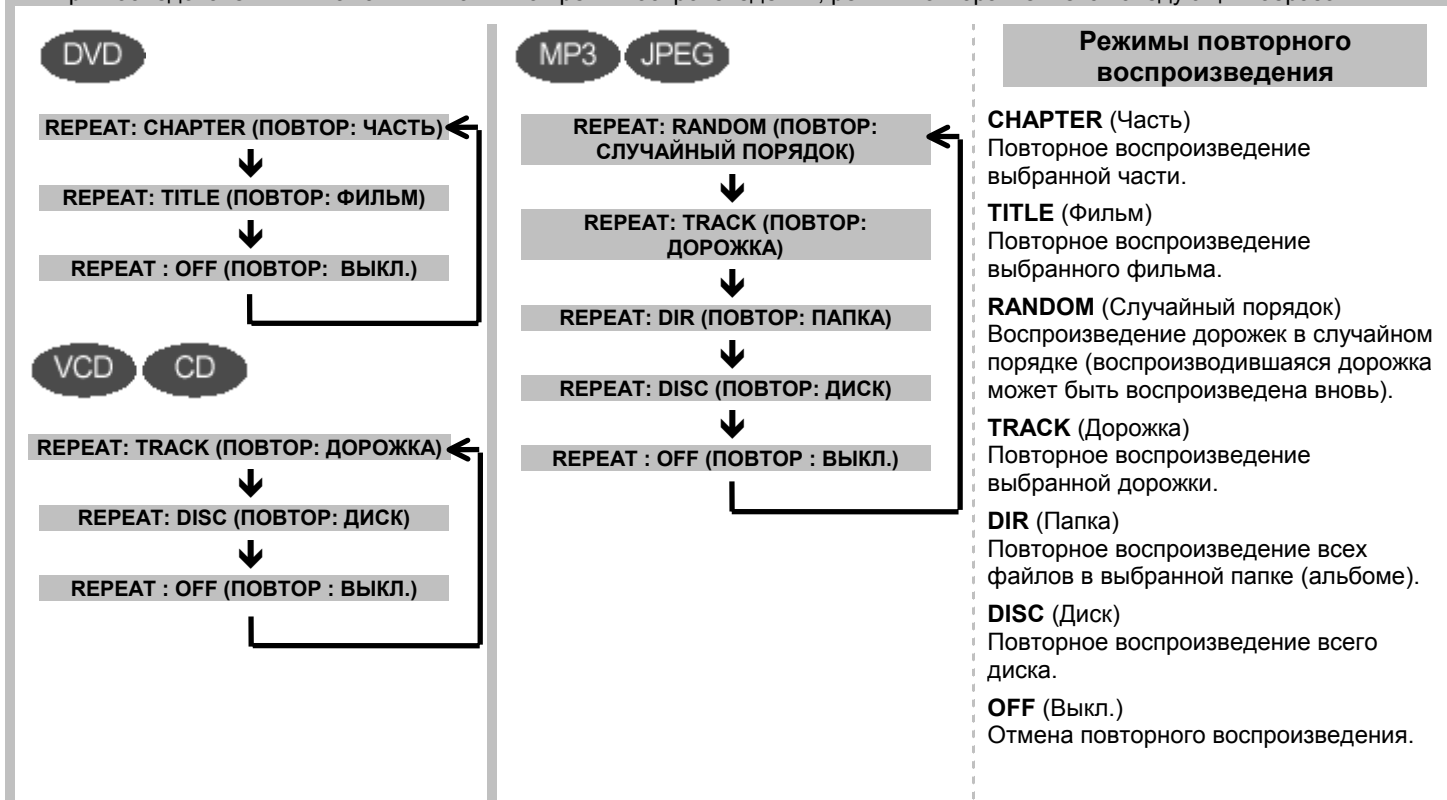 DVD
REPEAT: CHAPTER (ПОВТОР: ЧАСТЬ)
REPEAT: TITLE (ПОВТОР: ФИЛЬМ)
REPEAT : OFF (ПОВТОР: ВЫКЛ.)
VCD CD
REPEAT: TRACK (ПОВТОР: ДОРОЖКА)
REPEAT: DISC (ПОВТОР: ДИСК)
REPEAT : OFF (ПОВТОР : ВЫКЛ.)
MP3 JPEG
REPEAT: RANDOM (ПОВТОР:
СЛУЧАЙНЫЙ ПОРЯДОК)
REPEAT: TRACK (ПОВТОР:
ДОРОЖКА)
REPEAT: DIR (ПОВТОР: ПАПКА)
REPEAT: DISC (ПОВТОР: ДИСК)
REPEAT : OFF (ПОВТОР : ВЫКЛ.)
Режимы повторного
воспроизведения
CHAPTER (Часть)
Повторное воспроизведение
выбранной части.
TITLE (Фильм)
Повторное воспроизведение
выбранного фильма.
RANDOM (Случайный порядок)
Воспроизведение дорожек в случайном
порядке (воспроизводившаяся дорожка
может быть воспроизведена вновь).
TRACK (Дорожка)
Повторное воспроизведение
выбранной дорожки.
DIR (Папка)
Повторное воспроизведение всех
файлов в выбранной папке (альбоме).
DISC (Диск)
Повторное воспроизведение всего
диска.
OFF (Выкл.)
Отмена повторного воспроизведения.